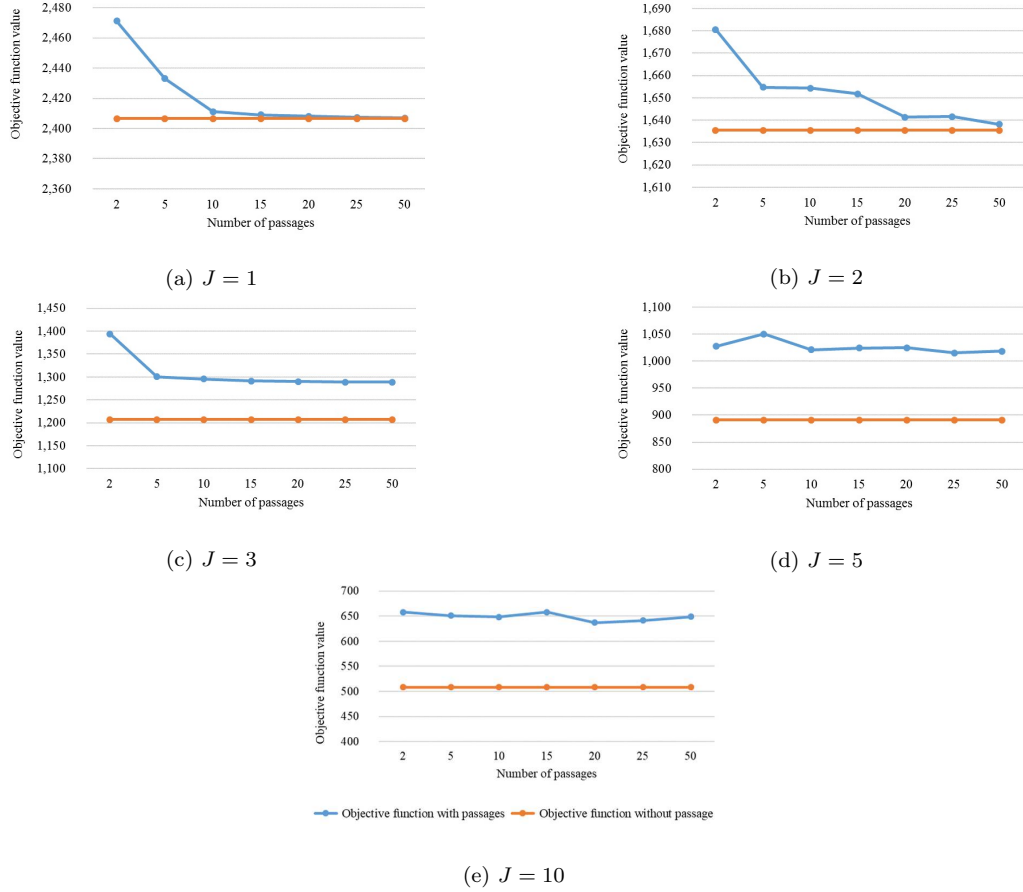 Objective function value
2,480
2,460
2,440
2,420
2,400
2,380
2,360
2 5 10 15 20 25 50
Number of passages
(a) J = 1
Objective function value
1,690
1,680
1,670
1,660
1,650
1,640
1,630
1,620
1,610
2 5 10 15 20 25 50
Number of passages
(b) J = 2
Objective function value
1,450
1,400
1,350
1,300
1,250
1,200
1,150
1,100
2 5 10 15 20 25 50
Number of passages
(c) J = 3
Objective function value
1,100
1,050
1,000
950
900
850
800
2 5 10 15 20 25 50
Number of passages
(d) J = 5
Objective function value
700
650
600
550
500
450
400
2 5 10 15 20 25 50
Number of passages
Objective function with passages Objective function without passage
(e) J = 10